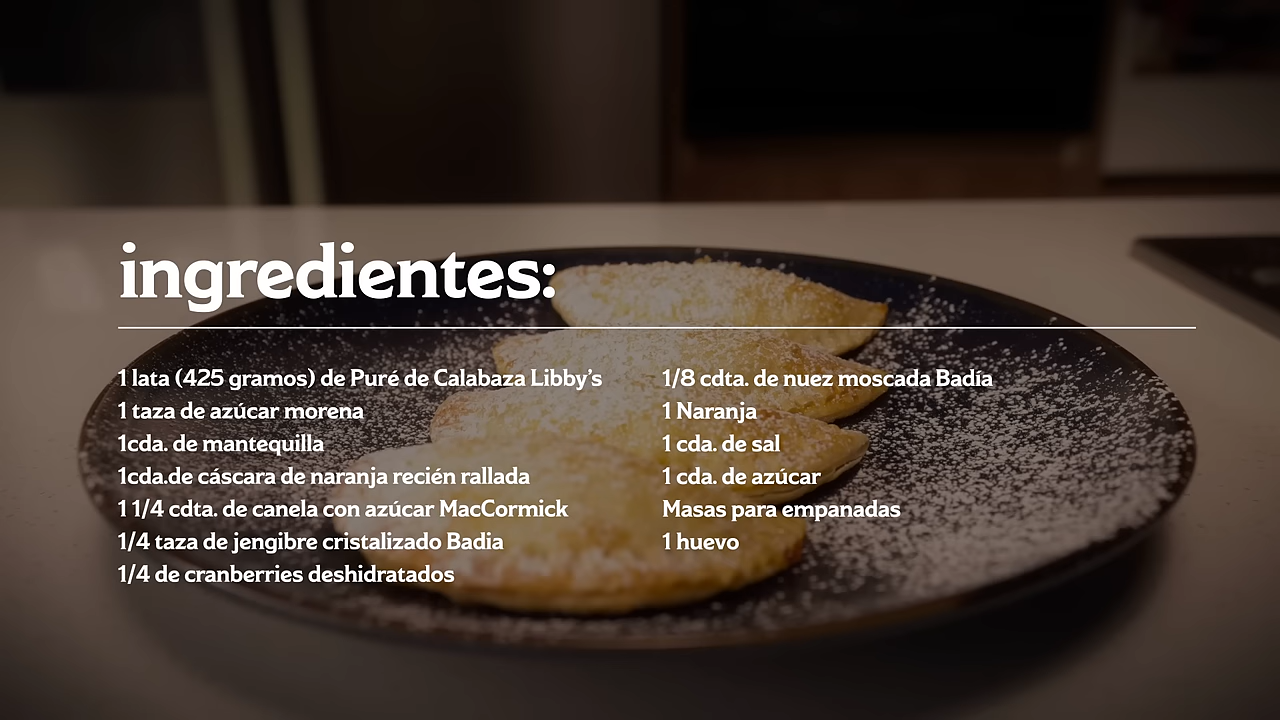 ingredientes:
1 lata (425 gramos) de Puré de Calabaza Libby's
1 taza de azúcar morena
1cda. de mantequilla
1cda.de cáscara de naranja recién rallada
1 1/4 cdta. de canela con azúcar MacCormick
1/4 taza de jengibre cristalizado Badia
1/4 de cranberries deshidratados
1/8 cdta. de nuez moscada Badía
1 Naranja
1 cda. de sal
1 cda. de azúcar
Masas para empanadas
1 huevo